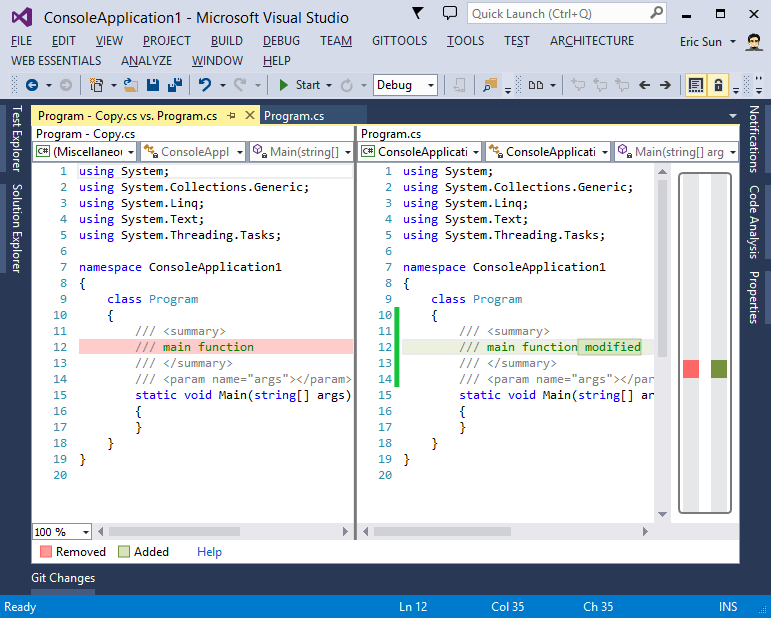 ConsoleApplication1 - Microsoft Visual Studio
Quick Launch (Ctrl+Q)
FILE EDIT VIEW PROJECT BUILD DEBUG TEAM GITTOOLS TOOLS TEST ARCHITECTURE Eric Sun
WEB ESSENTIALS ANALYZE WINDOW HELP
Start Debug
Test Explorer
Solution Explorer
Program - Copy.cs vs. Program.cs Program.cs
Program - Copy.cs
(Miscellaneou ConsoleAppl Main(string[]
1 using System;
2 using System.Collections.Generic;
3 using System.Linq;
4 using System.Text;
5 using System.Threading.Tasks;
6
7 namespace ConsoleApplication1
8 {
9 class Program
10 {
11 /// <summary>
12 /// main function
13 /// </summary>
14 /// <param name="args"></param>
15 static void Main(string[] args)
16 {
17 }
18 }
19 }
20
100 %
Program.cs
C# ConsoleApplicati ConsoleApplicati Main(string[] arg
1 using System;
2 using System.Collections.Generic;
3 using System.Linq;
4 using System.Text;
5 using System.Threading.Tasks;
6
7 namespace ConsoleApplication1
8 {
9 class Program
10 {
11 /// <summary>
12 /// main function modified
13 /// </summary>
14 /// <param name="args"></par
15 static void Main(string[] ar
16 {
17 }
18 }
19 }
20
Notifications
Code Analysis
Properties
Removed Added Help
Git Changes
Ready Ln 12 Col 35 Ch 35 INS